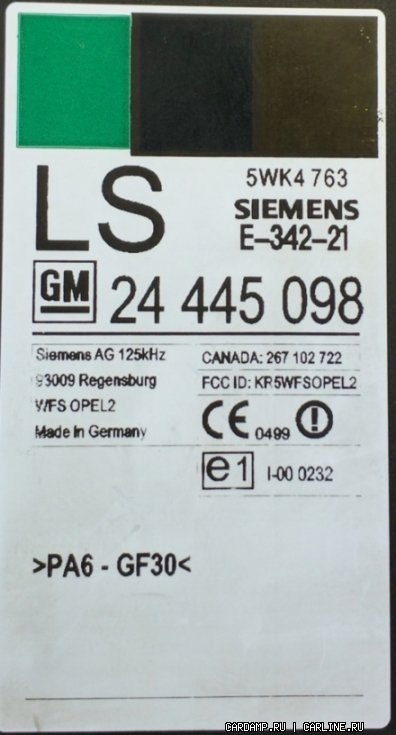 LS
5WK4 763
SIEMENS
E-342-21
GM 24 445 098
Siemens AG 125kHz
93009 Regensburg
WFS OPEL2
Made In Germany
CANADA: 267 102 722
FCC ID: KR5WFSOPEL2
CE 0499
e1 I-00 0232
>PA6 - GF30<
CARDAMP.RU | CARLINE.RU